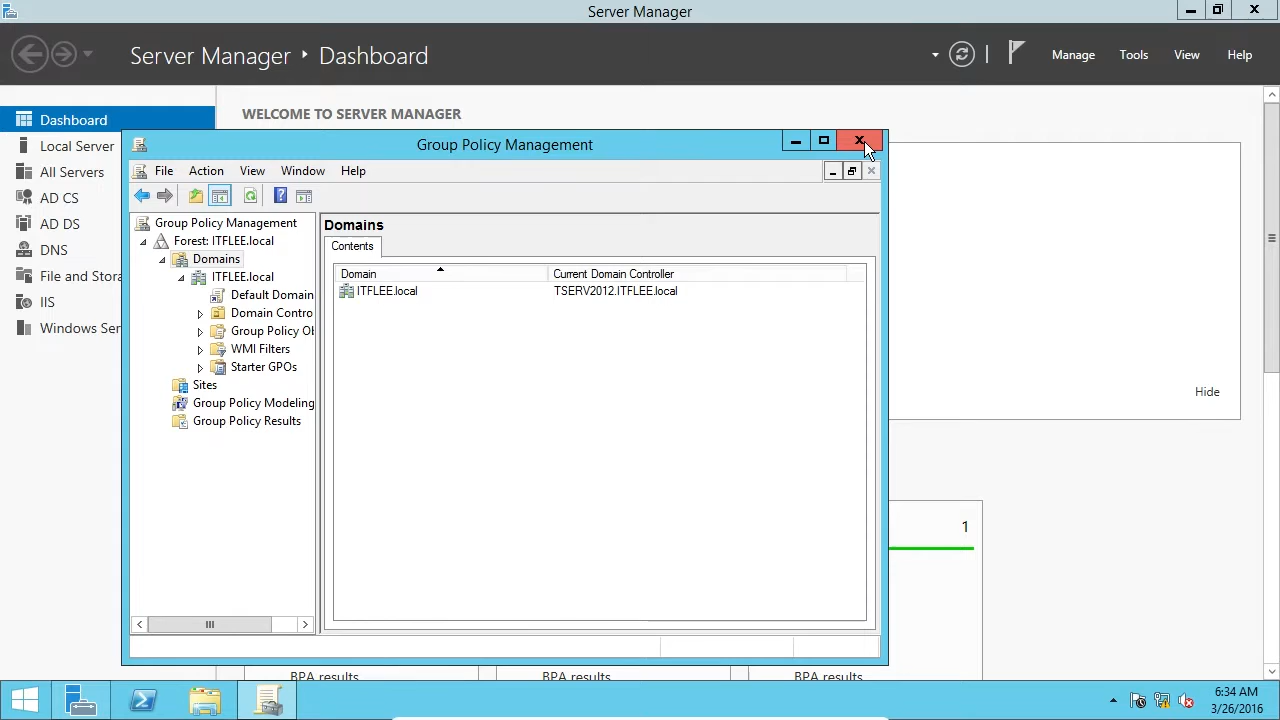 Server Manager
Server Manager ‣ Dashboard
Manage
Tools
View
Help
Dashboard
Local Server
All Servers
AD CS
AD DS
DNS
File and Stora
IIS
Windows Ser
WELCOME TO SERVER MANAGER
Group Policy Management
File
Action
View
Window
Help
Group Policy Management
Forest: ITFLEE.local
Domains
ITFLEE.local
Default Domain
Domain Contro
Group Policy Ob
WMI Filters
Starter GPOs
Sites
Group Policy Modeling
Group Policy Results
Domains
Contents
Domain
Current Domain Controller
ITFLEE.local
TSERV2012.ITFLEE.local
Hide
1
BPA results
BPA results
BPA results
6:34 AM
3/26/2016